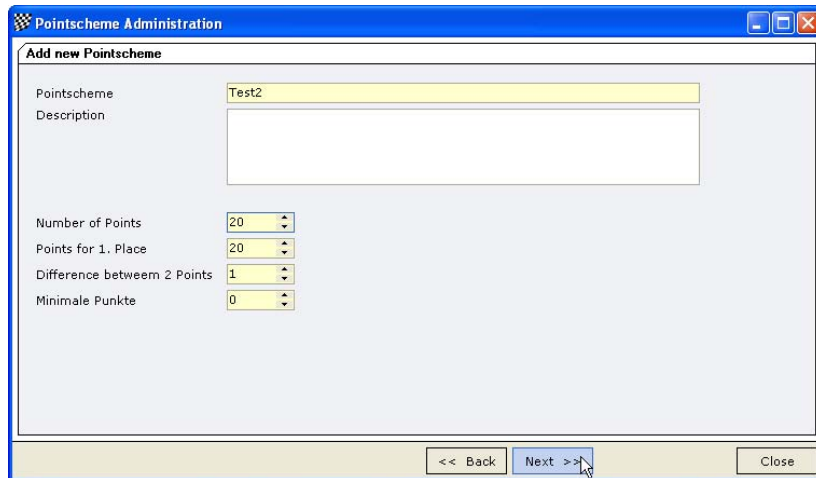 Pointscheme Administration
Add new Pointscheme
Pointscheme Test2
Description
Number of Points 20
Points for 1. Place 20
Difference betweem 2 Points 1
Minimale Punkte 0
<< Back Next >> Close